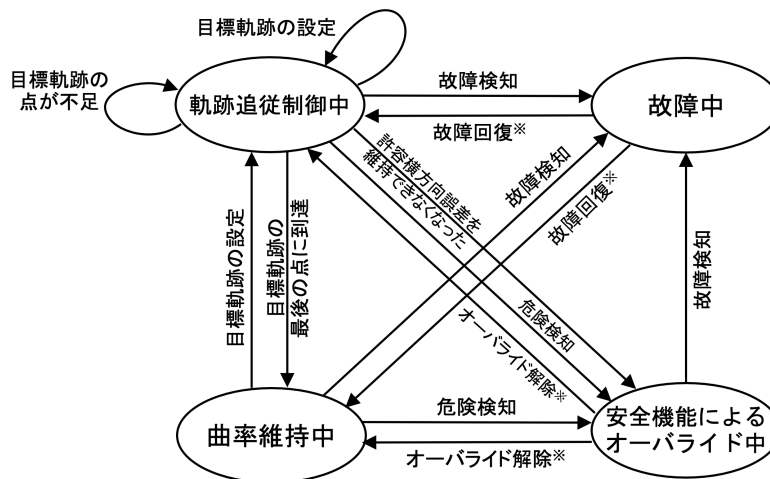 目標軌跡の設定
目標軌跡の
点が不足
軌跡追従制御中
故障検知
故障中
故障回復※
許容横方向誤差を
維持できなくなった
故障検知
故障回復※
目標軌跡の設定
目標軌跡の
最後の点に到達
故障検知
危険検知
オーバライド解除※
曲率維持中
危険検知
安全機能による
オーバライド中
オーバライド解除※